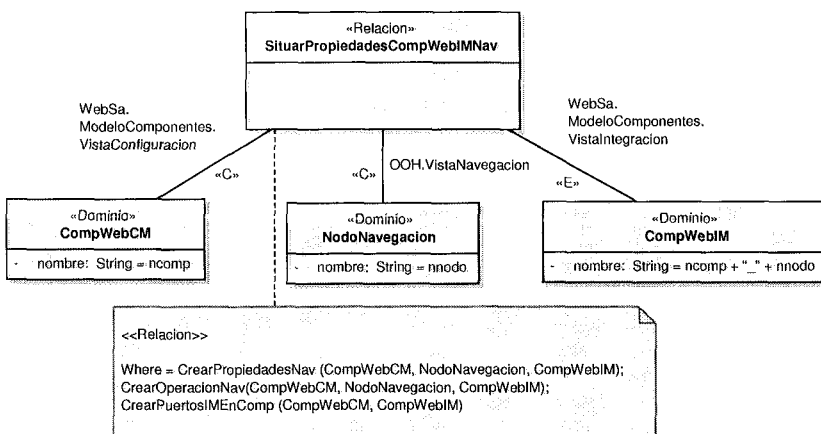 «Relacion»
SituarPropiedadesCompWebIMNav
WebSa.
ModeloComponentes.
VistaConfiguracion
WebSa.
ModeloComponentes.
VistaIntegracion
«C»
«C»
OOH.VistaNavegacion
«E»
«Dominio»
CompWebCM
- nombre: String = ncomp
«Dominio»
NodoNavegacion
- nombre: String = nnodo
«Dominio»
CompWebIM
- nombre: String = ncomp + "_" + nnodo
<<Relacion>>
Where = CrearPropiedadesNav (CompWebCM, NodoNavegacion, CompWebIM);
CrearOperacionNav(CompWebCM, NodoNavegacion, CompWebIM);
CrearPuertosIMEnComp (CompWebCM, CompWebIM)